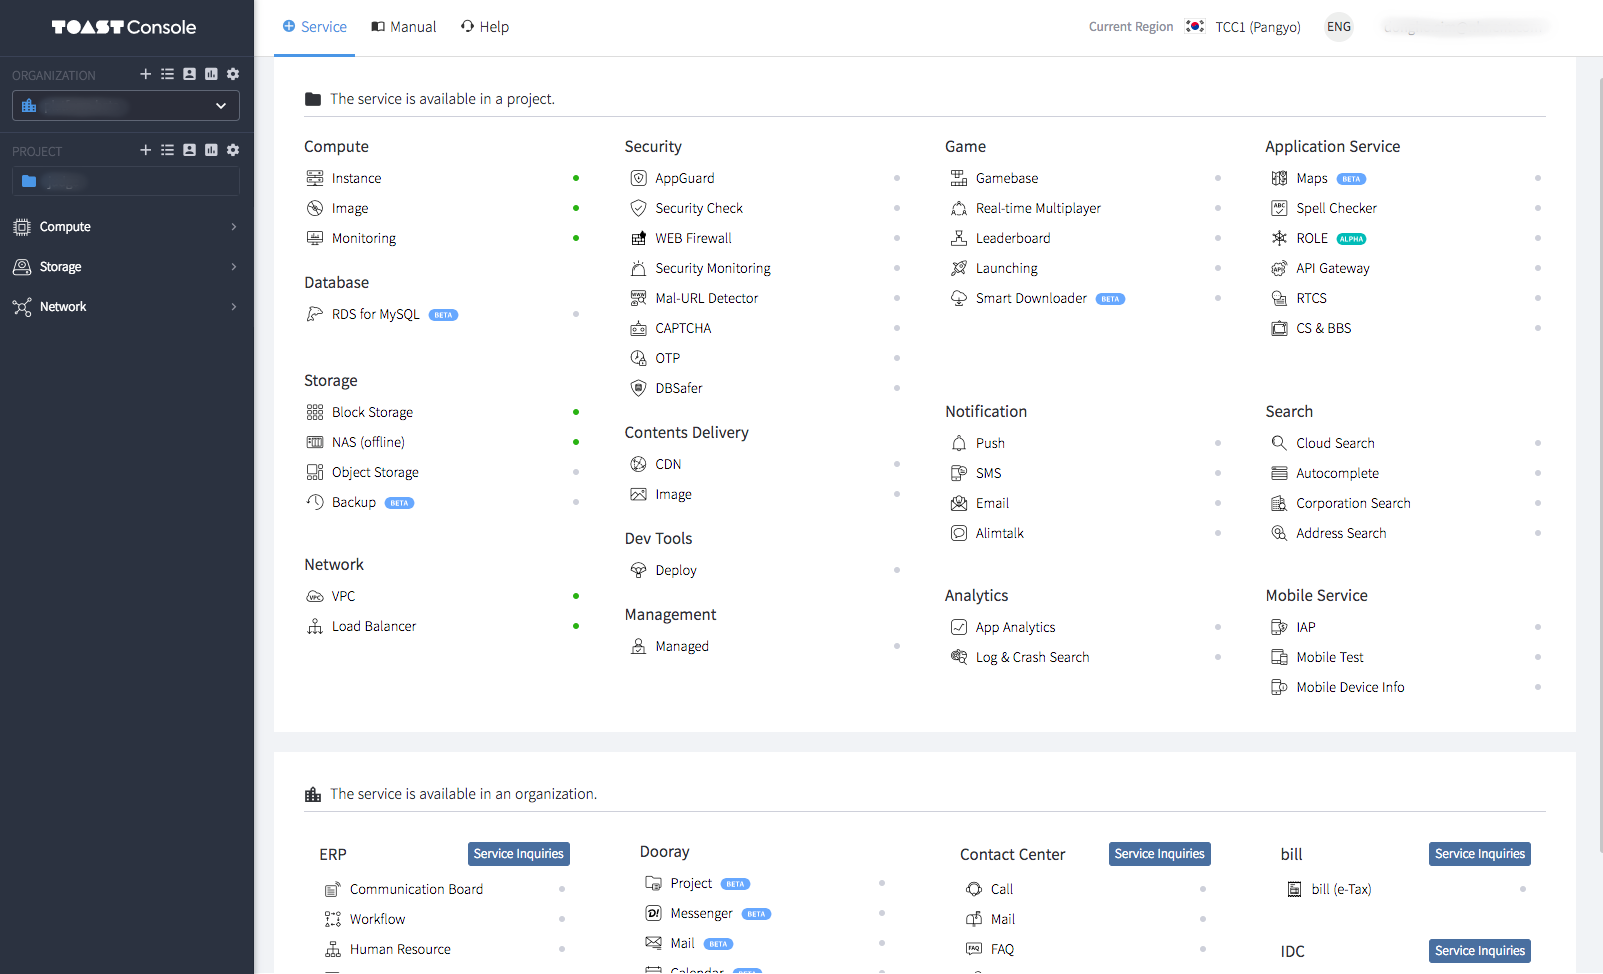 TOAST Console
Service
Manual
Help
Current Region
TCC1 (Pangyo)
ENG
ORGANIZATION
PROJECT
Compute
Storage
Network
The service is available in a project.
Compute
Instance
Image
Monitoring
Database
RDS for MySQL BETA
Storage
Block Storage
NAS (offline)
Object Storage
Backup BETA
Network
VPC
Load Balancer
Security
AppGuard
Security Check
WEB Firewall
Security Monitoring
Mal-URL Detector
CAPTCHA
OTP
DBSafer
Contents Delivery
CDN
Image
Dev Tools
Deploy
Management
Managed
Game
Gamebase
Real-time Multiplayer
Leaderboard
Launching
Smart Downloader BETA
Notification
Push
SMS
Email
Alimtalk
Analytics
App Analytics
Log & Crash Search
Application Service
Maps BETA
Spell Checker
ROLE ALPHA
API Gateway
RTCS
CS & BBS
Search
Cloud Search
Autocomplete
Corporation Search
Address Search
Mobile Service
IAP
Mobile Test
Mobile Device Info
The service is available in an organization.
ERP
Service Inquiries
Communication Board
Workflow
Human Resource
Dooray
Project BETA
Messenger BETA
Mail BETA
Calendar BETA
Contact Center
Service Inquiries
Call
Mail
FAQ
bill
Service Inquiries
bill (e-Tax)
IDC
Service Inquiries